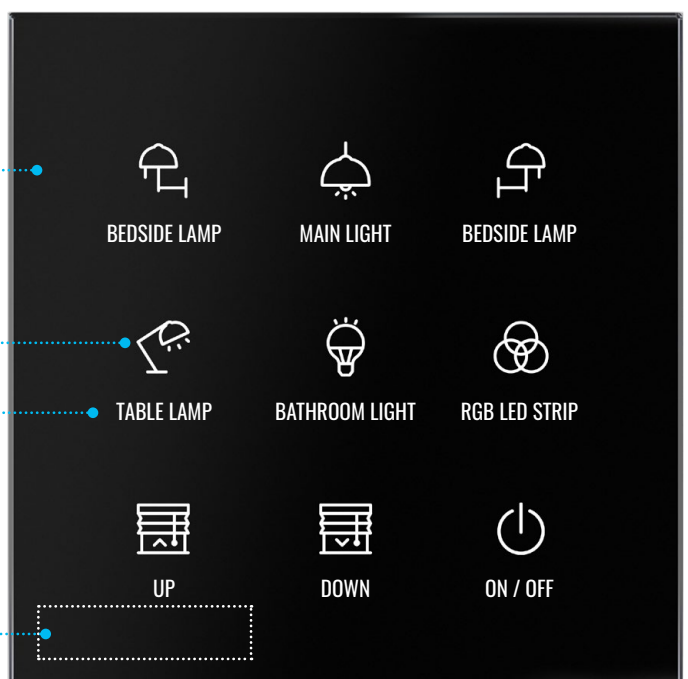 BEDSIDE LAMP MAIN LIGHT BEDSIDE LAMP
TABLE LAMP BATHROOM LIGHT RGB LED STRIP
UP DOWN ON / OFF